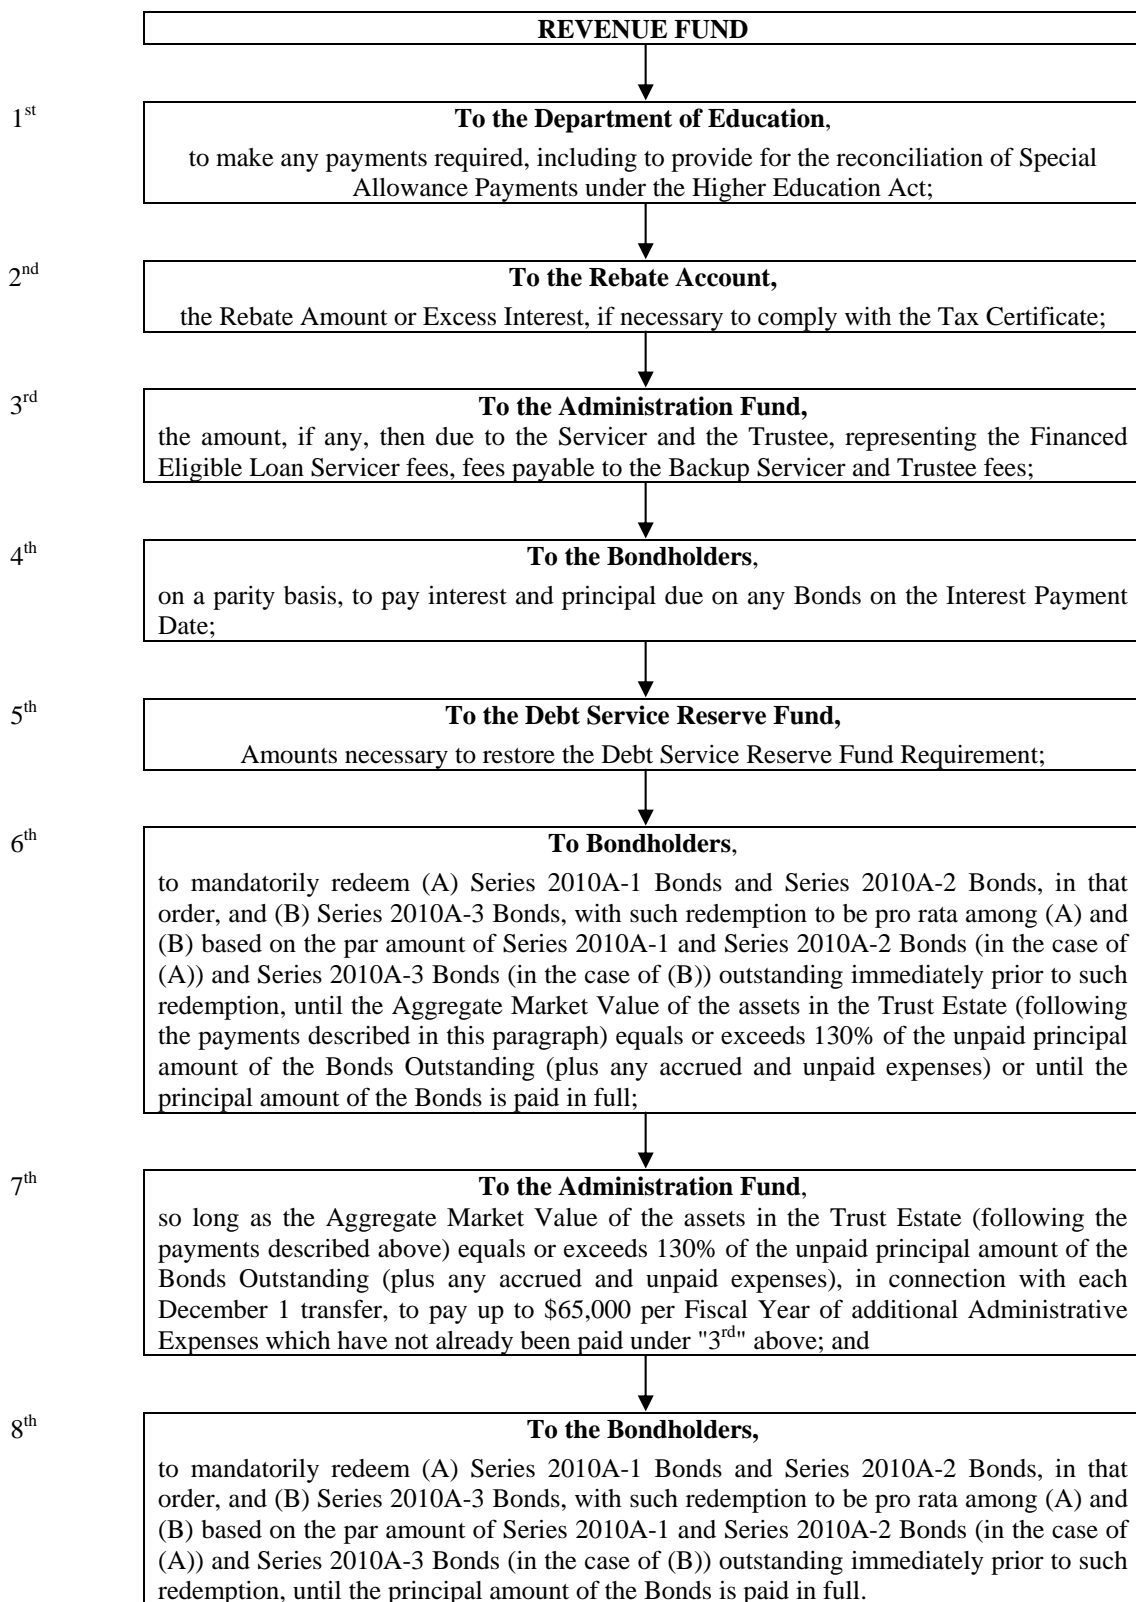 REVENUE FUND
1st
To the Department of Education,
to make any payments required, including to provide for the reconciliation of Special
Allowance Payments under the Higher Education Act;
2nd
To the Rebate Account,
the Rebate Amount or Excess Interest, if necessary to comply with the Tax Certificate;
3rd
To the Administration Fund,
the amount, if any, then due to the Servicer and the Trustee, representing the Financed
Eligible Loan Servicer fees, fees payable to the Backup Servicer and Trustee fees;
4th
To the Bondholders,
on a parity basis, to pay interest and principal due on any Bonds on the Interest Payment
Date;
5th
To the Debt Service Reserve Fund,
Amounts necessary to restore the Debt Service Reserve Fund Requirement;
6th
To Bondholders,
to mandatorily redeem (A) Series 2010A-1 Bonds and Series 2010A-2 Bonds, in that
order, and (B) Series 2010A-3 Bonds, with such redemption to be pro rata among (A) and
(B) based on the par amount of Series 2010A-1 and Series 2010A-2 Bonds (in the case of
(A)) and Series 2010A-3 Bonds (in the case of (B)) outstanding immediately prior to such
redemption, until the Aggregate Market Value of the assets in the Trust Estate (following
the payments described in this paragraph) equals or exceeds 130% of the unpaid principal
amount of the Bonds Outstanding (plus any accrued and unpaid expenses) or until the
principal amount of the Bonds is paid in full;
7th
To the Administration Fund,
so long as the Aggregate Market Value of the assets in the Trust Estate (following the
payments described above) equals or exceeds 130% of the unpaid principal amount of the
Bonds Outstanding (plus any accrued and unpaid expenses), in connection with each
December 1 transfer, to pay up to $65,000 per Fiscal Year of additional Administrative
Expenses which have not already been paid under "3rd" above; and
8th
To the Bondholders,
to mandatorily redeem (A) Series 2010A-1 Bonds and Series 2010A-2 Bonds, in that
order, and (B) Series 2010A-3 Bonds, with such redemption to be pro rata among (A) and
(B) based on the par amount of Series 2010A-1 and Series 2010A-2 Bonds (in the case of
(A)) and Series 2010A-3 Bonds (in the case of (B)) outstanding immediately prior to such
redemption, until the principal amount of the Bonds is paid in full.